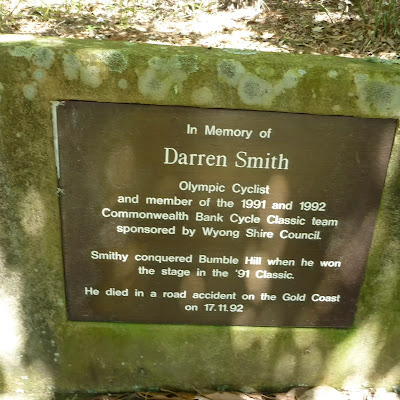 In Memory of
Darren Smith
Olympic Cyclist
and member of the 1991 and 1992
Commonwealth Bank Cycle Classic team
sponsored by Wyong Shire Council.
Smithy conquered Bumble Hill when he won
the stage in the '91 Classic.
He died in a road accident on the Gold Coast
on 17.11.92